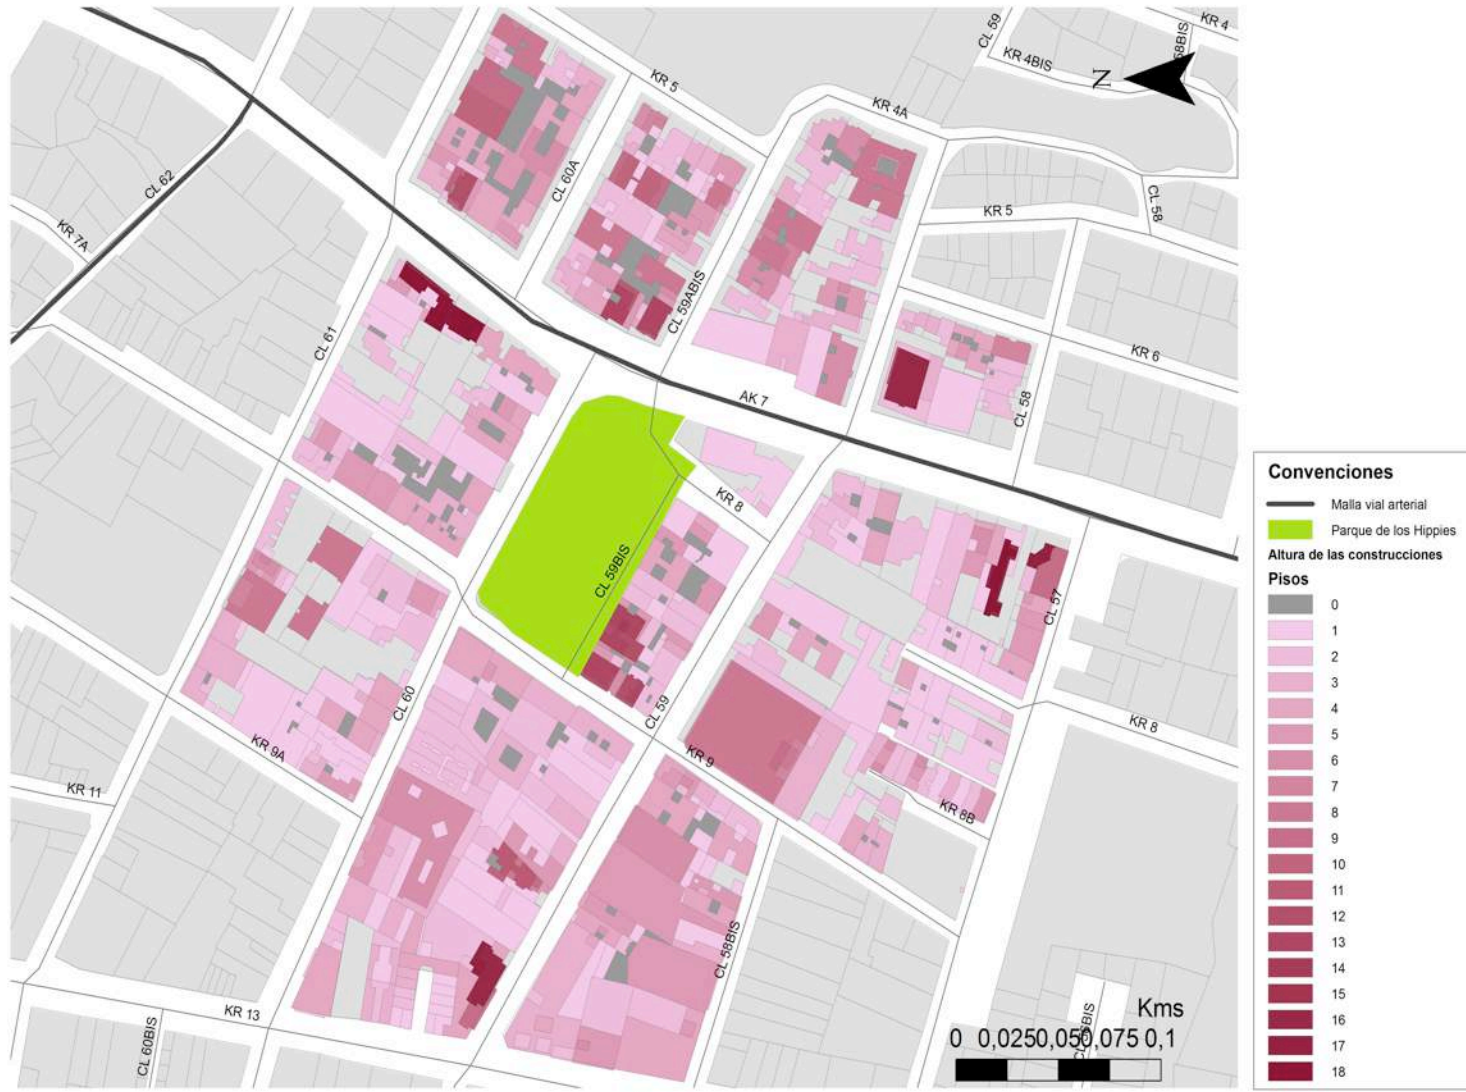 KR 4
CL 59
58BIS
KR 4BIS
N
KR 5
KR 4A
CL 62
CL 60A
KR 7A
KR 5
CL 58
CL 59ABIS
CL 61
KR 6
AK 7
CL 58
KR 8
CL 59BIS
CL 57
CL 60
CL 59
KR 8
KR 9A
KR 9
KR 11
KR 8B
CL 58BIS
KR 13
CL 60BIS
Kms
0 0,0250,050,075 0,1
Convenciones
Malla vial arterial
Parque de los Hippies
Altura de las construcciones
Pisos
0
1
2
3
4
5
6
7
8
9
10
11
12
13
14
15
16
17
18